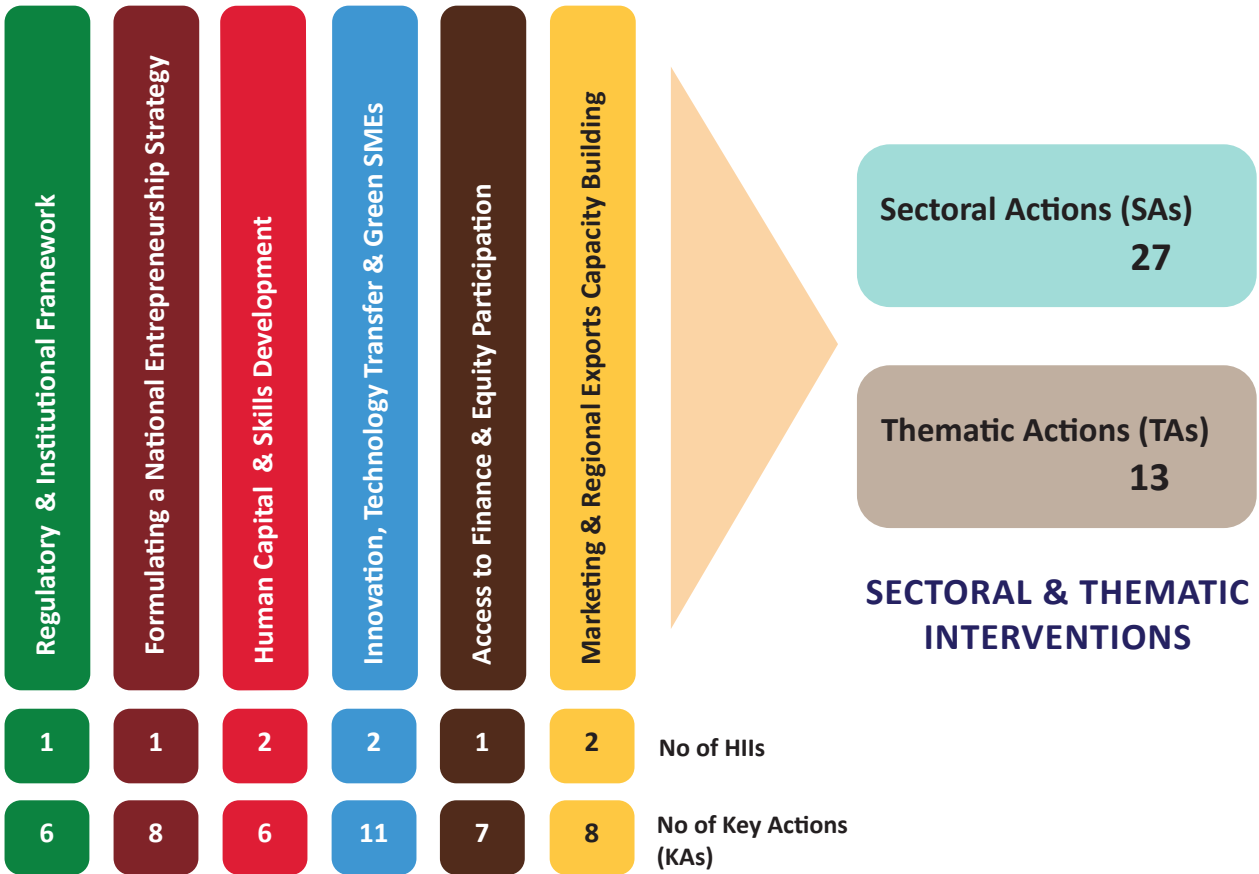 Regulatory & Institutional Framework
Formulating a National Entrepreneurship Strategy
Human Capital & Skills Development
Innovation, Technology Transfer & Green SMEs
Access to Finance & Equity Participation
Marketing & Regional Exports Capacity Building
Sectoral Actions (SAs)
27
Thematic Actions (TAs)
13
SECTORAL & THEMATIC
INTERVENTIONS
1 1 2 2 1 2 No of HIIs
6 8 6 11 7 8 No of Key Actions
(KAs)